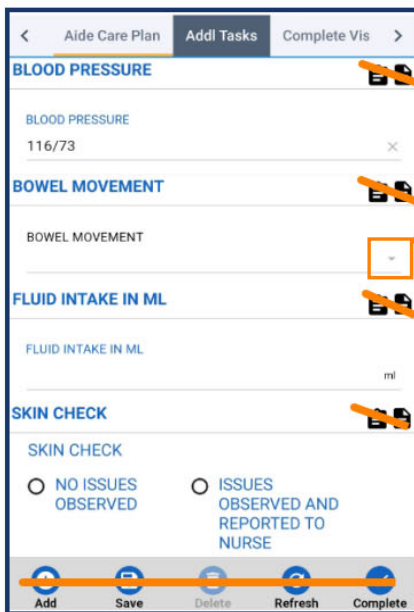 Aide Care Plan Addl Tasks Complete Vis
BLOOD PRESSURE
BLOOD PRESSURE
116/73
BOWEL MOVEMENT
BOWEL MOVEMENT
FLUID INTAKE IN ML
FLUID INTAKE IN ML
ml
SKIN CHECK
SKIN CHECK
NO ISSUES
OBSERVED
ISSUES
OBSERVED AND
REPORTED TO
NURSE
Add Save Delete Refresh Complete